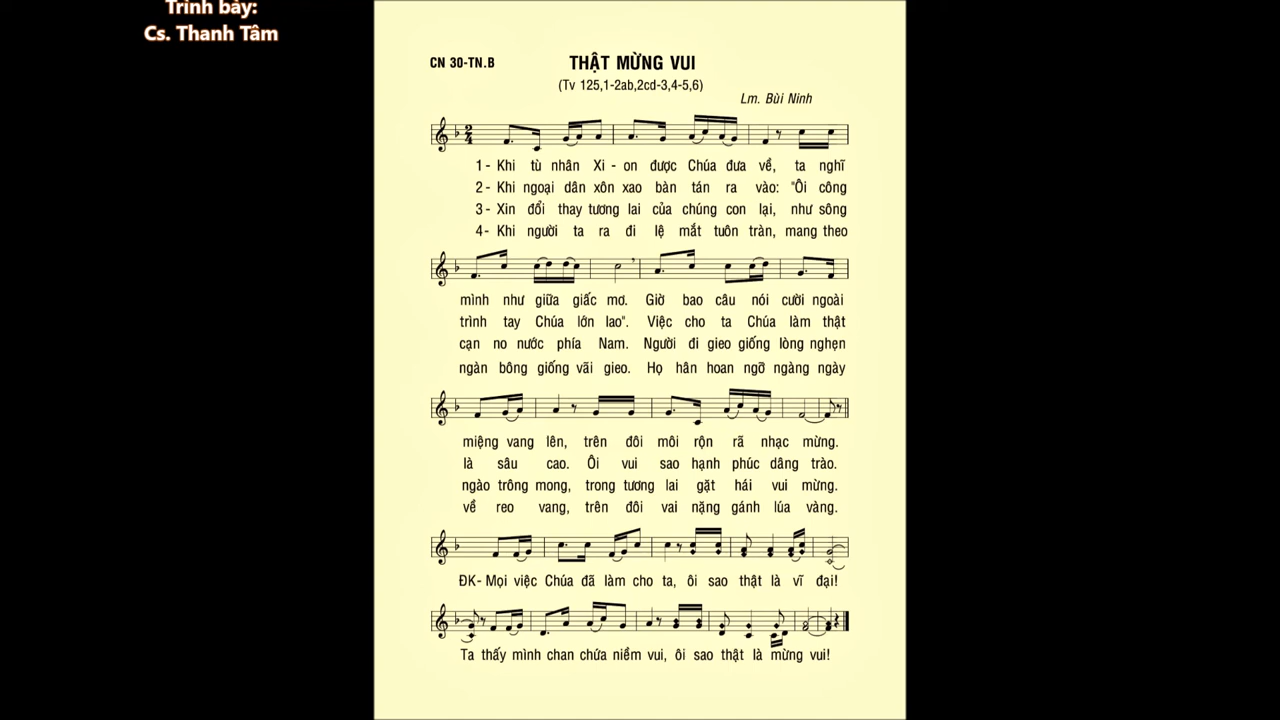 Trình bày:
Cs. Thanh Tâm
CN 30-TN.B
THẬT MỪNG VUI
(Tv 125,1-2ab,2cd-3,4-5,6)
Lm. Bùi Ninh
2
4
1- Khi tù nhân Xi - on được Chúa đưa về, ta nghĩ
2- Khi ngoại dân xôn xao bàn tán ra vào: "Ôi công
3- Xin đổi thay tương lai của chúng con lại, như sông
4- Khi người ta ra đi lệ mắt tuôn tràn, mang theo
mình như giữa giấc mơ. Giờ bao câu nói cười ngoài
trình tay Chúa lớn lao". Việc cho ta Chúa làm thật
cạn no nước phía Nam. Người đi gieo giống lòng nghẹn
ngàn bông giống vãi gieo. Họ hân hoan ngỡ ngàng ngày
miệng vang lên, trên đôi môi rộn rã nhạc mừng.
là sâu cao. Ôi vui sao hạnh phúc dâng trào.
ngào trông mong, trong tương lai gặt hái vui mừng.
về reo vang, trên đôi vai nặng gánh lúa vàng.
ĐK- Mọi việc Chúa đã làm cho ta, ôi sao thật là vĩ đại!
Ta thấy mình chan chứa niềm vui, ôi sao thật là mừng vui!